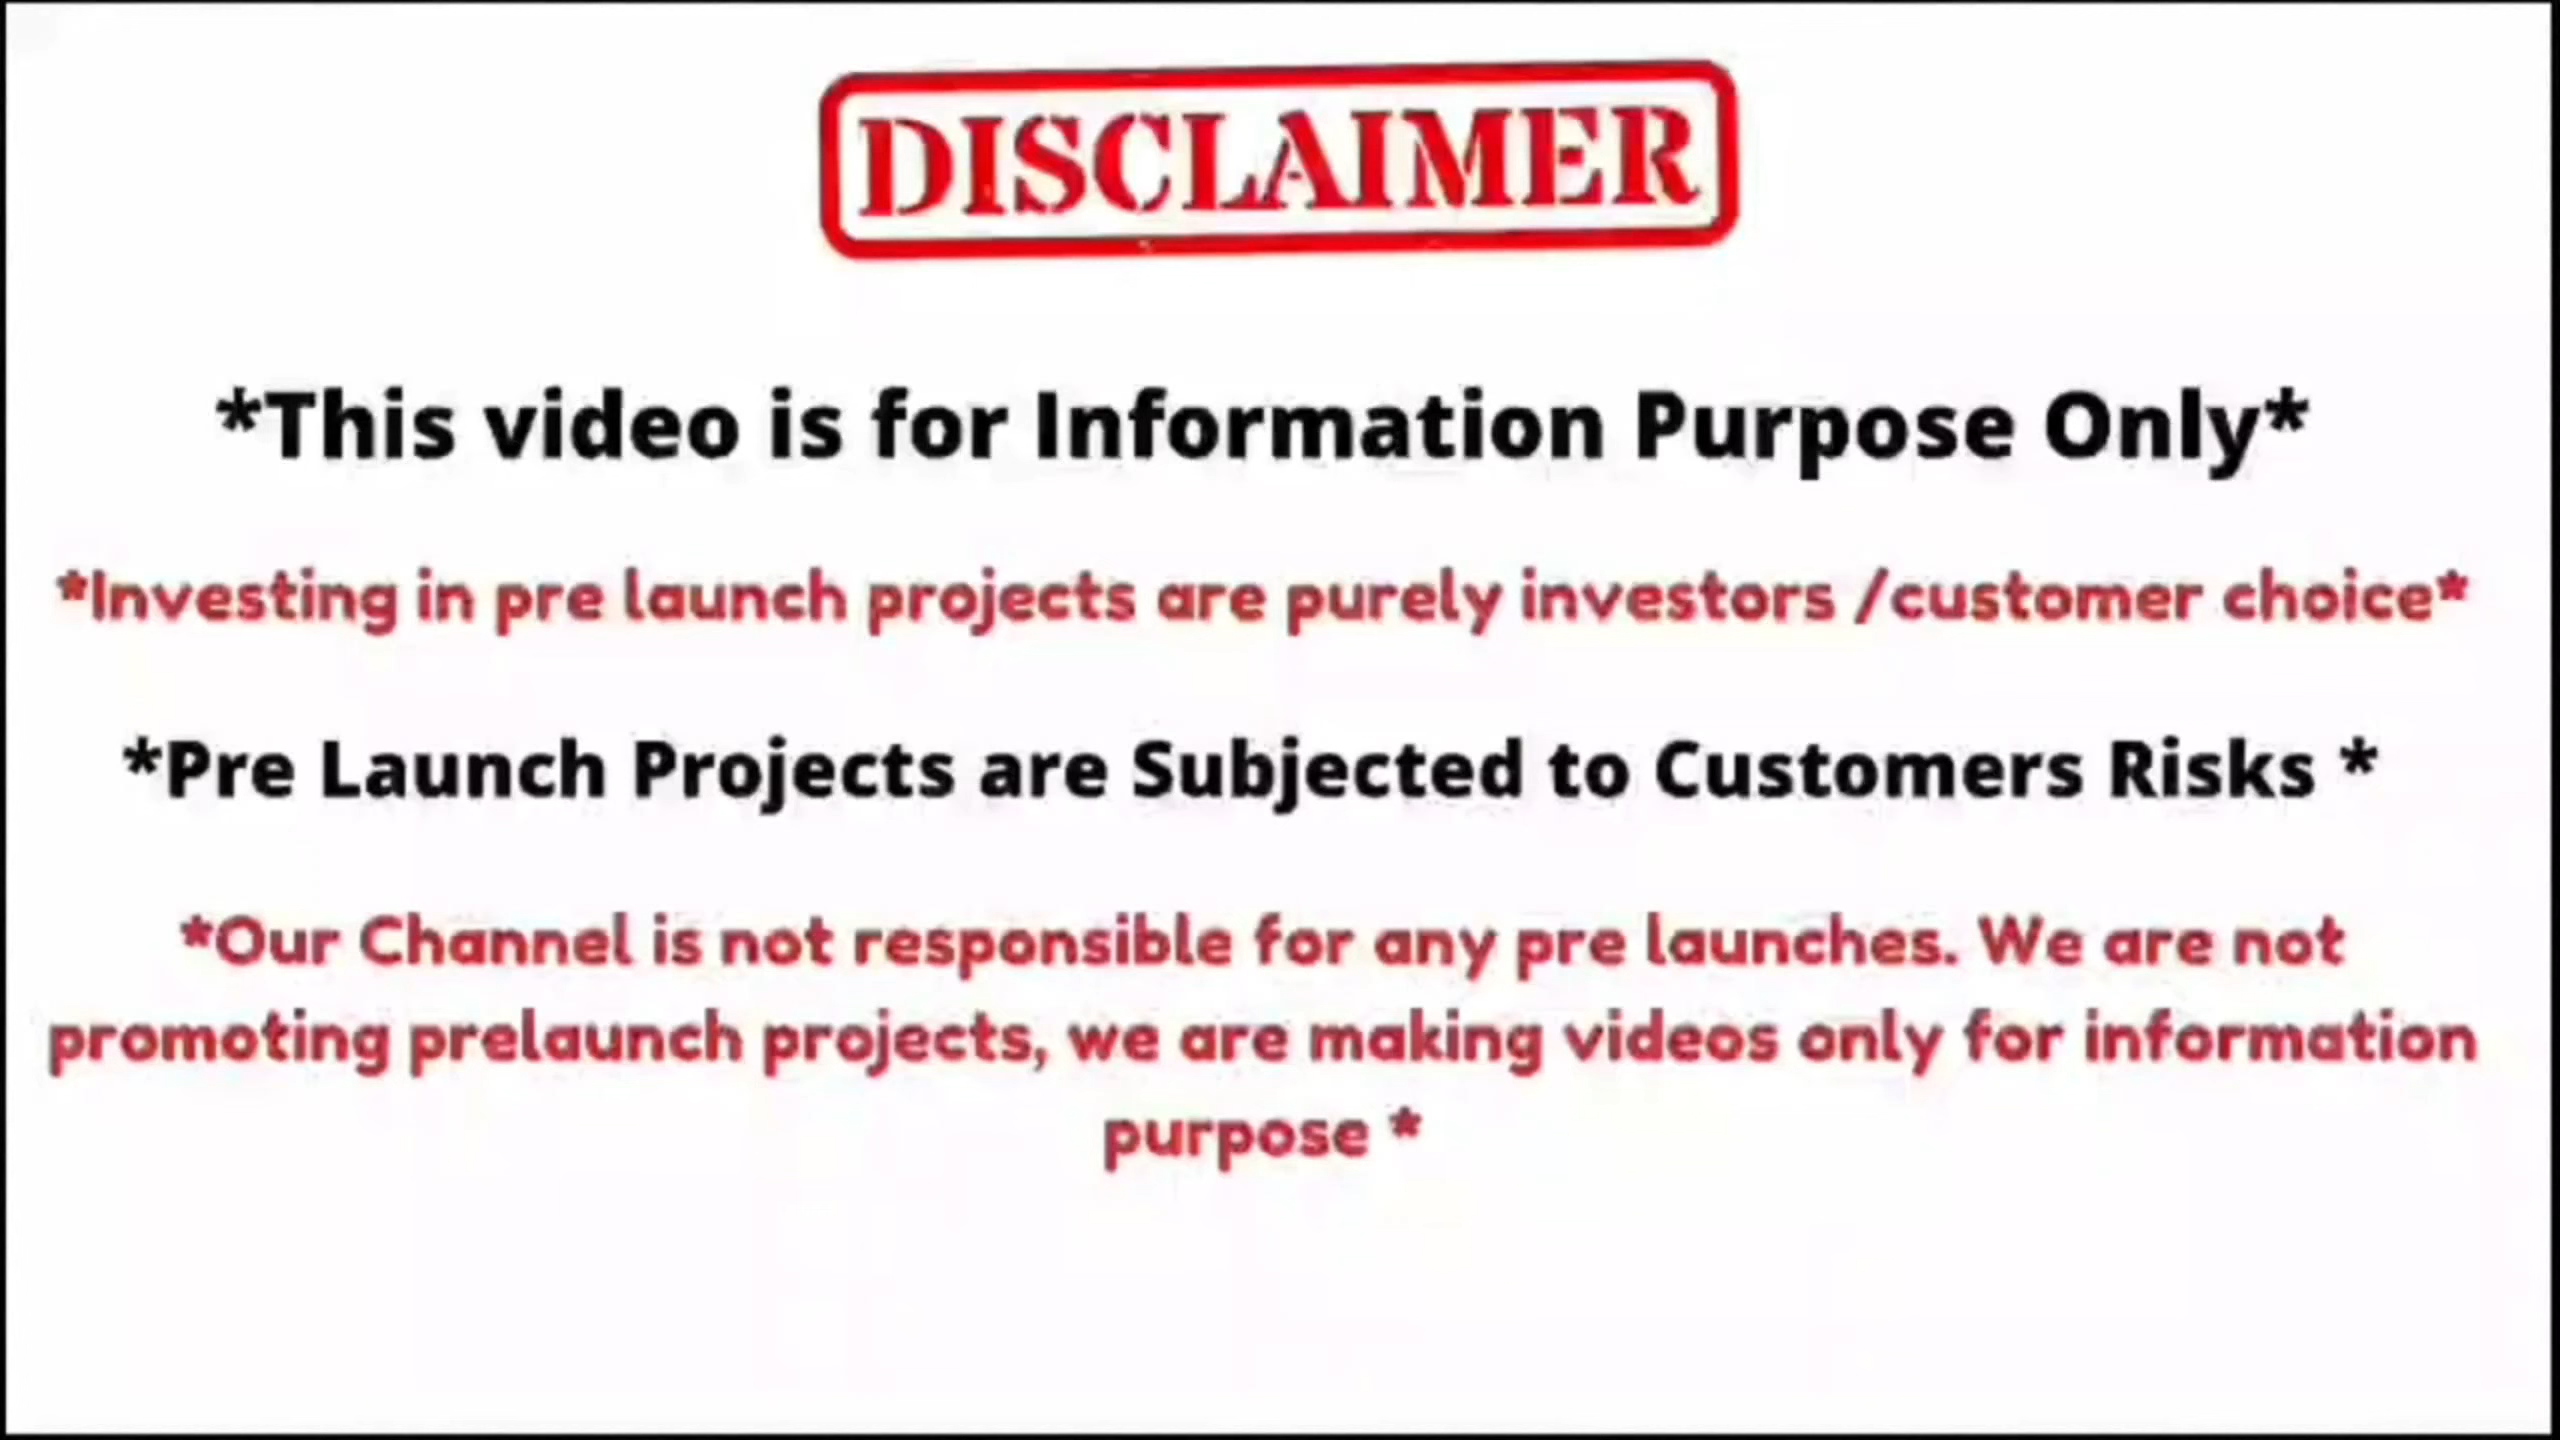 DISCLAIMER
*This video is for Information Purpose Only*
*Investing in pre launch projects are purely investors /customer choice*
*Pre Launch Projects are Subjected to Customers Risks *
*Our Channel is not responsible for any pre launches. We are not
promoting prelaunch projects, we are making videos only for information
purpose *